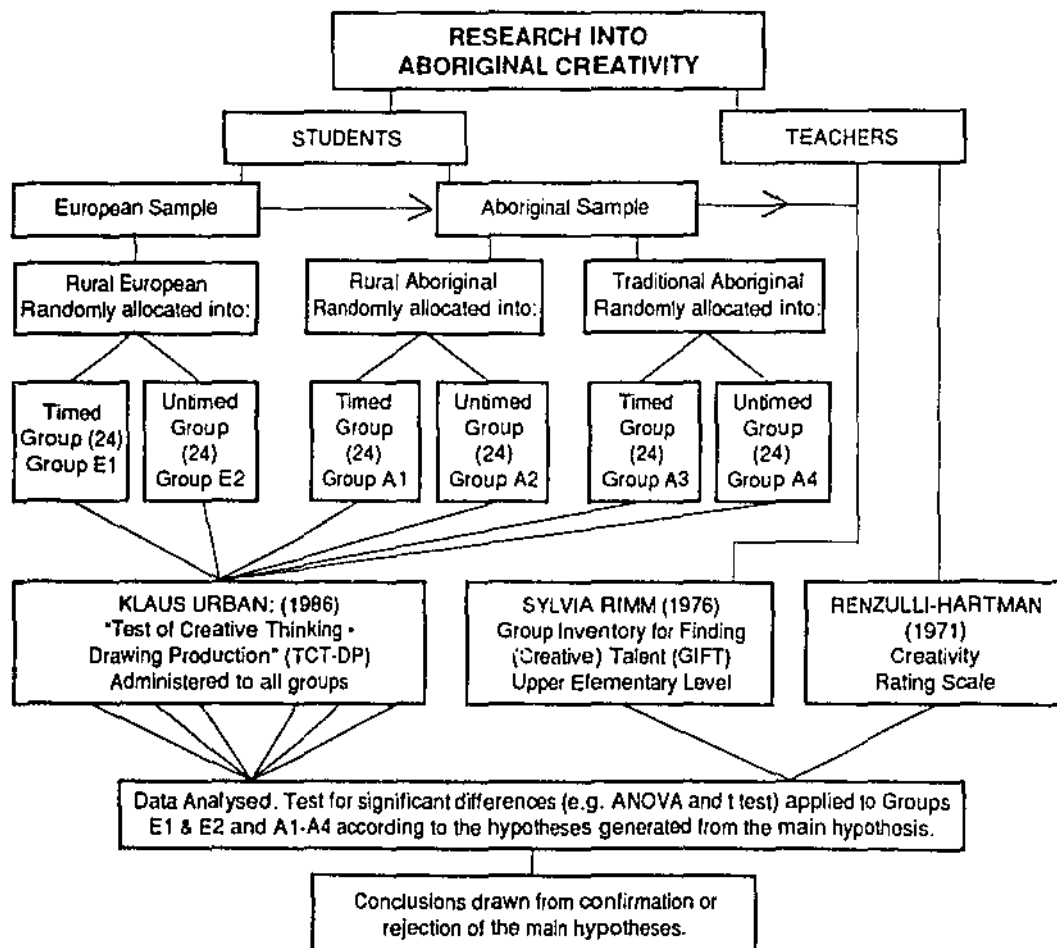 RESEARCH INTO
ABORIGINAL CREATIVITY
STUDENTS
TEACHERS
European Sample
Aboriginal Sample
Rural European
Randomly allocated into:
Rural Aboriginal
Randomly allocated into:
Traditional Aboriginal
Randomly allocated into:
Timed
Group (24)
Group E1
Untimed
Group
(24)
Group E2
Timed
Group
(24)
Group A1
Untimed
Group
(24)
Group A2
Timed
Group
(24)
Group A3
Untimed
Group
(24)
Group A4
KLAUS URBAN: (1986)
"Test of Creative Thinking -
Drawing Production" (TCT-DP)
Administered to all groups
SYLVIA RIMM (1976)
Group Inventory for Finding
(Creative) Talent (GIFT)
Upper Elementary Level
RENZULLI-HARTMAN
(1971)
Creativity
Rating Scale
Data Analysed. Test for significant differences (e.g. ANOVA and t test) applied to Groups
E1 & E2 and A1-A4 according to the hypotheses generated from the main hypothesis.
Conclusions drawn from confirmation or
rejection of the main hypotheses.